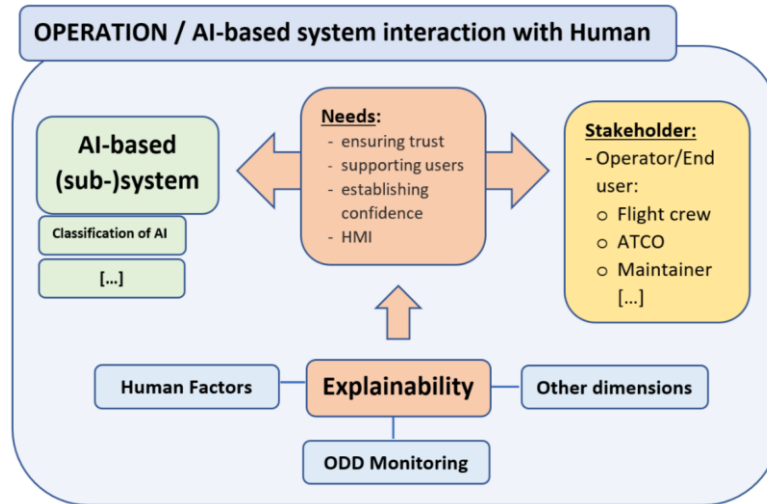 OPERATION / AI-based system interaction with Human
AI-based
(sub-)system
Classification of AI
[...]
Needs:
- ensuring trust
- supporting users
- establishing
confidence
- HMI
Stakeholder:
- Operator/End
user:
o Flight crew
o ATCO
o Maintainer
[...]
Human Factors
Explainability
Other dimensions
ODD Monitoring